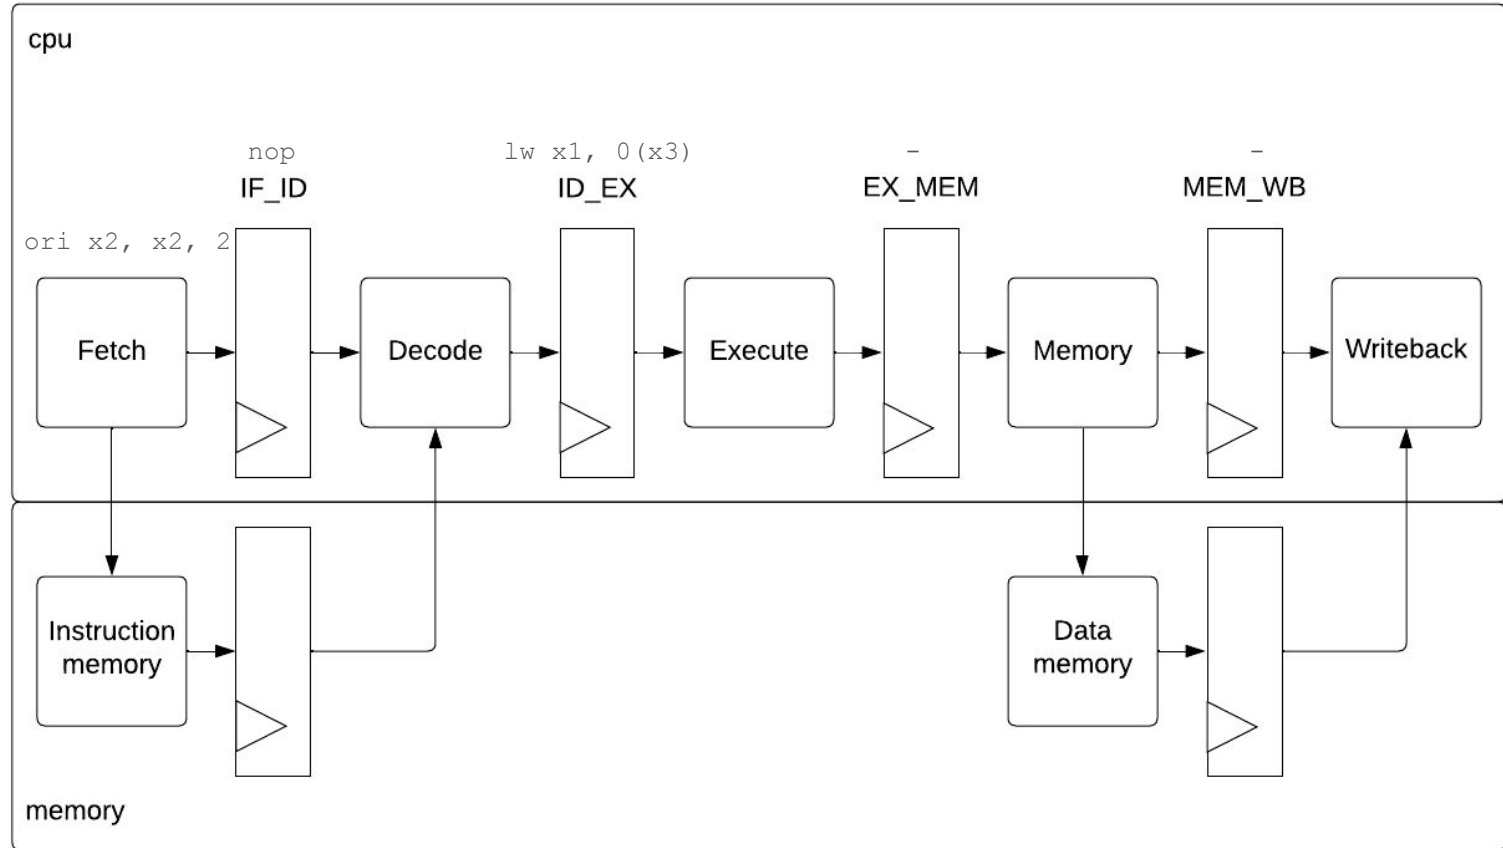 cpu
nop
lw x1, 0(x3)
-
-
IF_ID
ID_EX
EX_MEM
MEM_WB
ori x2, x2, 2
Fetch
Decode
Execute
Memory
Writeback
Instruction
memory
Data
memory
memory